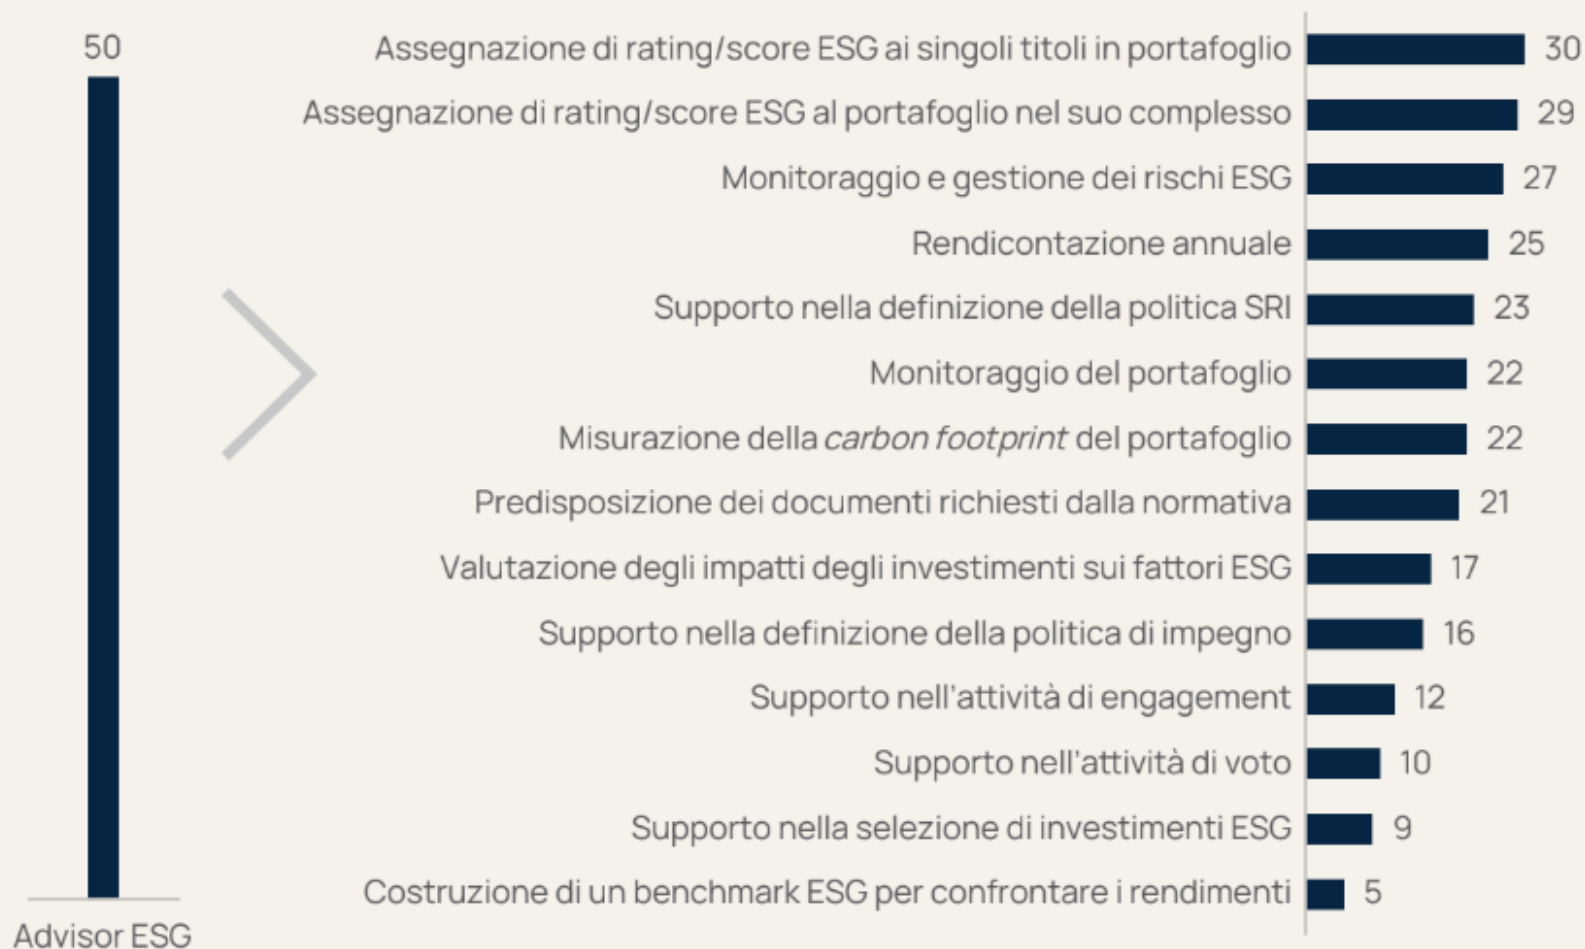 50
Advisor ESG
Assegnazione di rating/score ESG ai singoli titoli in portafoglio 30
Assegnazione di rating/score ESG al portafoglio nel suo complesso 29
Monitoraggio e gestione dei rischi ESG 27
Rendicontazione annuale 25
Supporto nella definizione della politica SRI 23
Monitoraggio del portafoglio 22
Misurazione della carbon footprint del portafoglio 22
Predisposizione dei documenti richiesti dalla normativa 21
Valutazione degli impatti degli investimenti sui fattori ESG 17
Supporto nella definizione della politica di impegno 16
Supporto nell'attività di engagement 12
Supporto nell'attività di voto 10
Supporto nella selezione di investimenti ESG 9
Costruzione di un benchmark ESG per confrontare i rendimenti 5